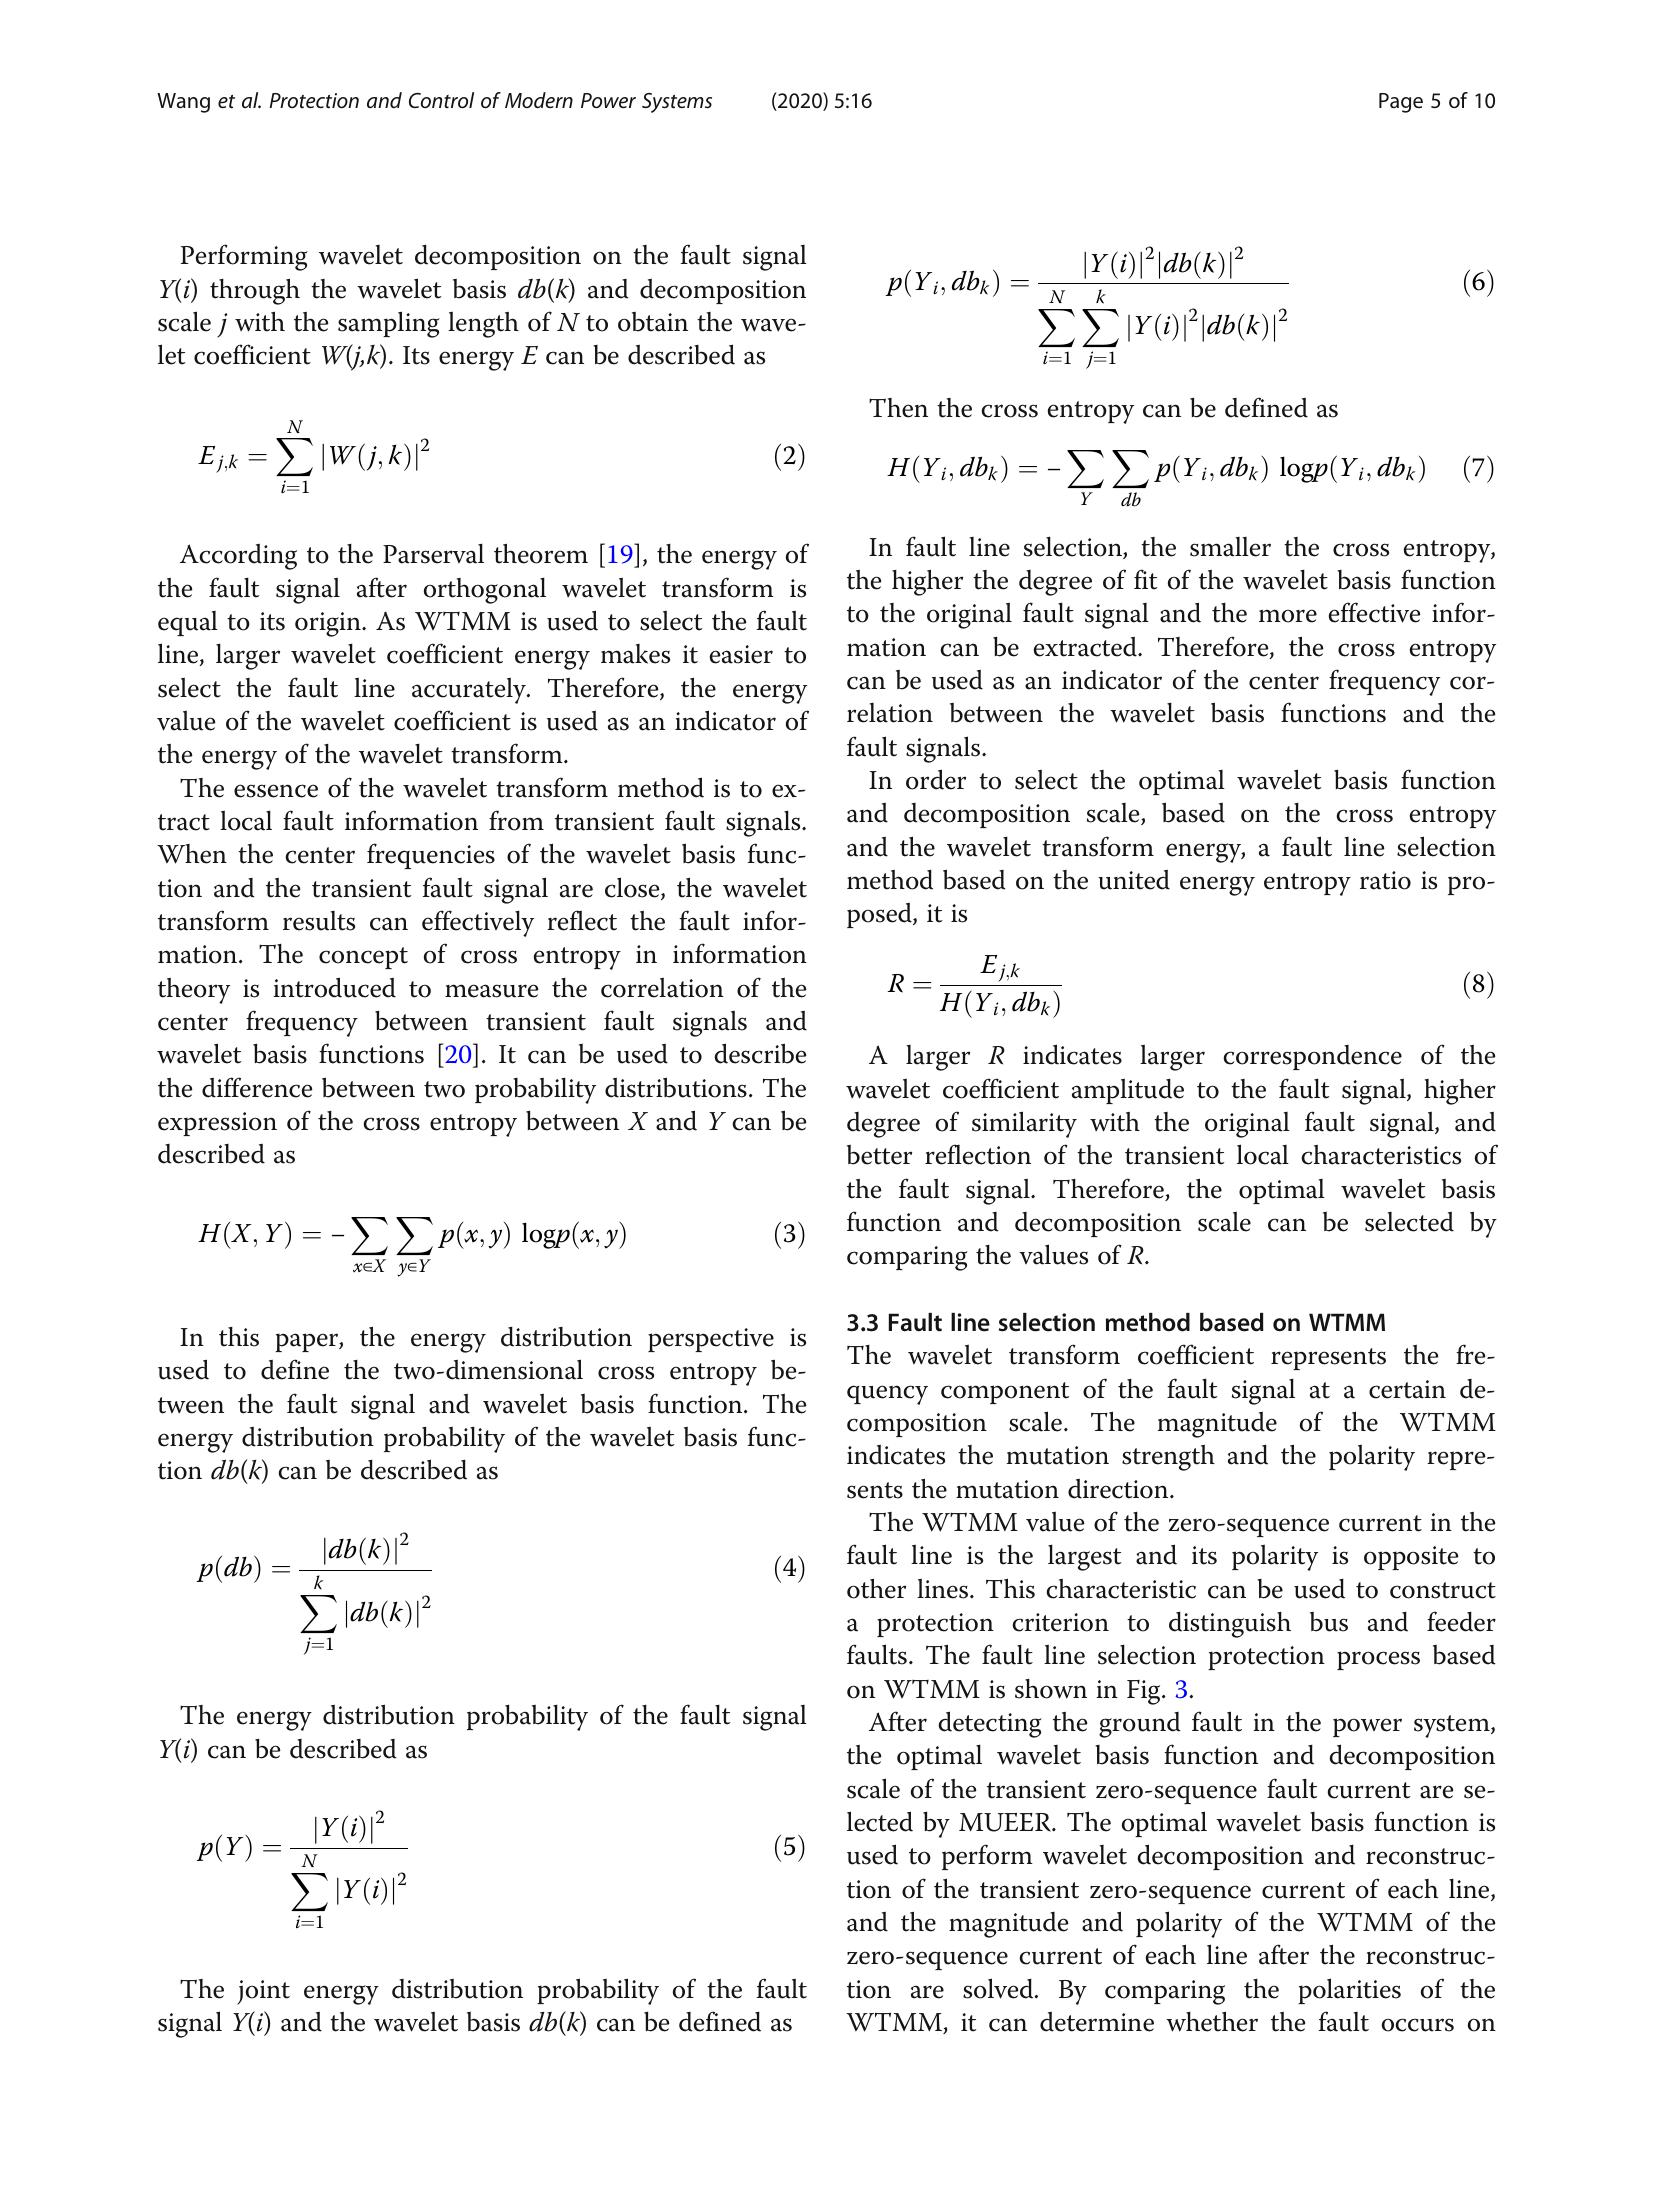 Wang et al. Protection and Control of Modern Power Systems (2020) 5:16 Page 5 of 10
Performing wavelet decomposition on the fault signal
Y(i) through the wavelet basis db(k) and decomposition
scale j with the sampling length of N to obtain the wave-
let coefficient W(j,k). Its energy E can be described as
E_{j,k} = \sum_{i=1}^{N} |W(j,k)|^2 (2)
According to the Parserval theorem [19], the energy of
the fault signal after orthogonal wavelet transform is
equal to its origin. As WTMM is used to select the fault
line, larger wavelet coefficient energy makes it easier to
select the fault line accurately. Therefore, the energy
value of the wavelet coefficient is used as an indicator of
the energy of the wavelet transform.
The essence of the wavelet transform method is to ex-
tract local fault information from transient fault signals.
When the center frequencies of the wavelet basis func-
tion and the transient fault signal are close, the wavelet
transform results can effectively reflect the fault infor-
mation. The concept of cross entropy in information
theory is introduced to measure the correlation of the
center frequency between transient fault signals and
wavelet basis functions [20]. It can be used to describe
the difference between two probability distributions. The
expression of the cross entropy between X and Y can be
described as
H(X, Y) = -\sum_{x∈X} \sum_{y∈Y} p(x,y) logp(x,y) (3)
In this paper, the energy distribution perspective is
used to define the two-dimensional cross entropy be-
tween the fault signal and wavelet basis function. The
energy distribution probability of the wavelet basis func-
tion db(k) can be described as
p(db) = \frac{|db(k)|^2}{\sum_{j=1}^{k} |db(k)|^2} (4)
The energy distribution probability of the fault signal
Y(i) can be described as
p(Y) = \frac{|Y(i)|^2}{\sum_{i=1}^{N} |Y(i)|^2} (5)
The joint energy distribution probability of the fault
signal Y(i) and the wavelet basis db(k) can be defined as
p(Y_i, db_k) = \frac{|Y(i)|^2|db(k)|^2}{\sum_{i=1}^{N} \sum_{j=1}^{k} |Y(i)|^2|db(k)|^2} (6)
Then the cross entropy can be defined as
H(Y_i, db_k) = -\sum_{Y} \sum_{db} p(Y_i, db_k) logp(Y_i, db_k) (7)
In fault line selection, the smaller the cross entropy,
the higher the degree of fit of the wavelet basis function
to the original fault signal and the more effective infor-
mation can be extracted. Therefore, the cross entropy
can be used as an indicator of the center frequency cor-
relation between the wavelet basis functions and the
fault signals.
In order to select the optimal wavelet basis function
and decomposition scale, based on the cross entropy
and the wavelet transform energy, a fault line selection
method based on the united energy entropy ratio is pro-
posed, it is
R = \frac{E_{j,k}}{H(Y_i, db_k)} (8)
A larger R indicates larger correspondence of the
wavelet coefficient amplitude to the fault signal, higher
degree of similarity with the original fault signal, and
better reflection of the transient local characteristics of
the fault signal. Therefore, the optimal wavelet basis
function and decomposition scale can be selected by
comparing the values of R.
3.3 Fault line selection method based on WTMM
The wavelet transform coefficient represents the fre-
quency component of the fault signal at a certain de-
composition scale. The magnitude of the WTMM
indicates the mutation strength and the polarity repre-
sents the mutation direction.
The WTMM value of the zero-sequence current in the
fault line is the largest and its polarity is opposite to
other lines. This characteristic can be used to construct
a protection criterion to distinguish bus and feeder
faults. The fault line selection protection process based
on WTMM is shown in Fig. 3.
After detecting the ground fault in the power system,
the optimal wavelet basis function and decomposition
scale of the transient zero-sequence fault current are se-
lected by MUEER. The optimal wavelet basis function is
used to perform wavelet decomposition and reconstruc-
tion of the transient zero-sequence current of each line,
and the magnitude and polarity of the WTMM of the
zero-sequence current of each line after the reconstruc-
tion are solved. By comparing the polarities of the
WTMM, it can determine whether the fault occurs on